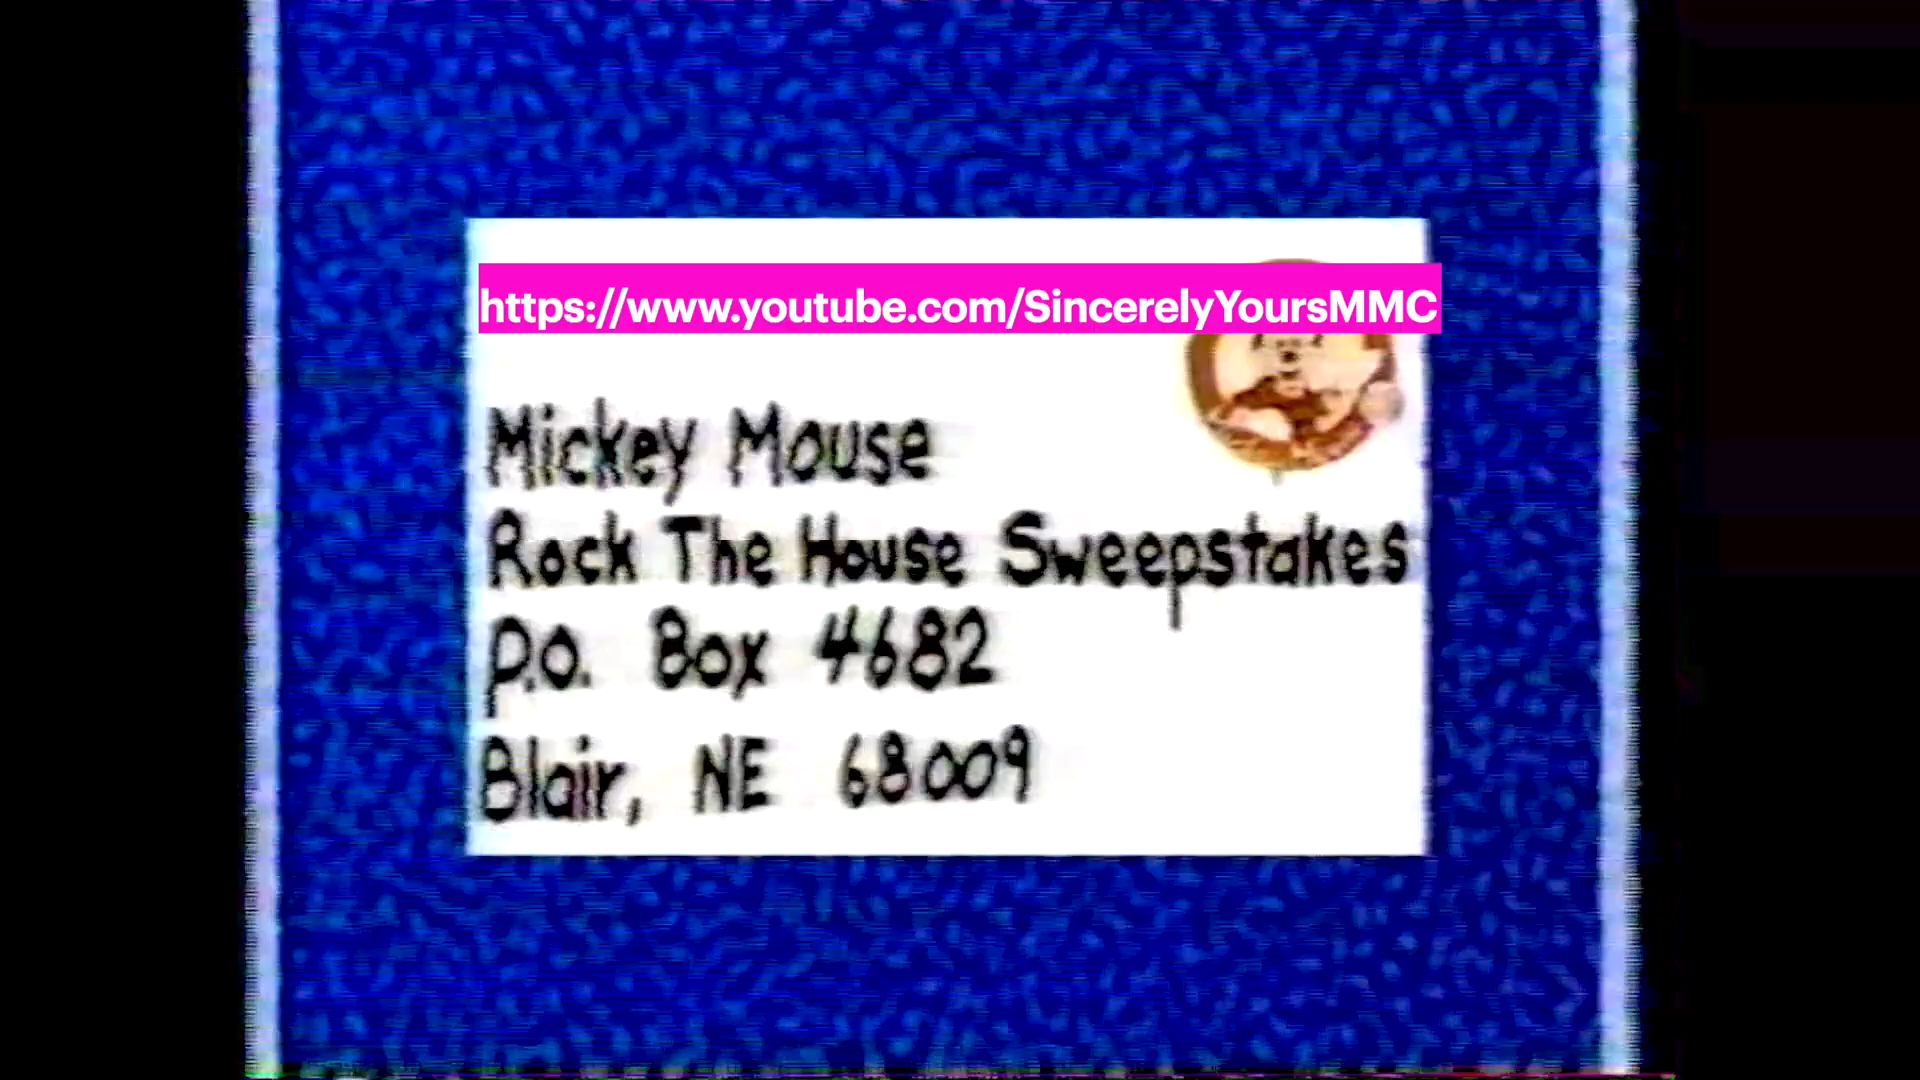 https://www.youtube.com/SincerelyYoursMMC
Mickey Mouse
Rock The House Sweepstakes
P.O. Box 4682
Blair, NE 68009